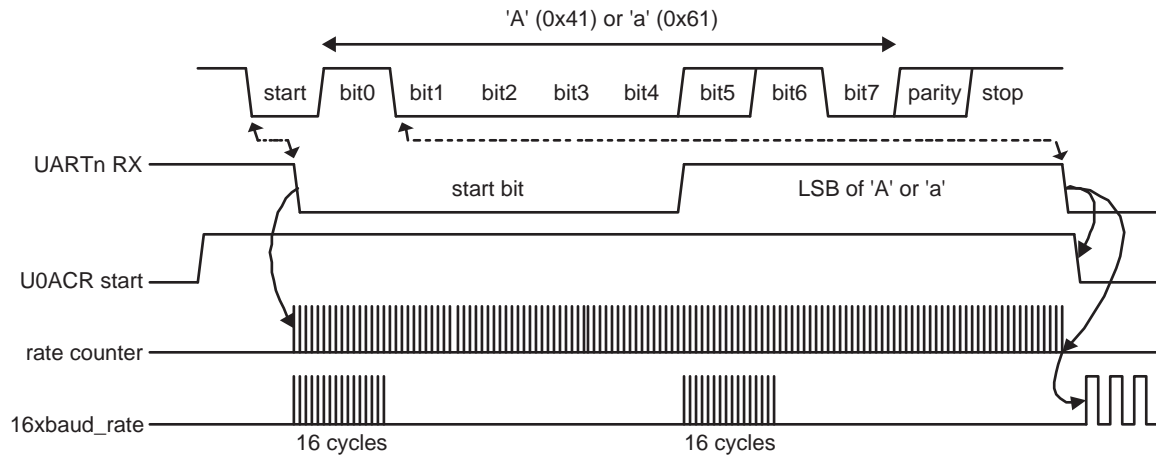 'A' (0x41) or 'a' (0x61)
start bit0 bit1 bit2 bit3 bit4 bit5 bit6 bit7 parity stop
UARTn RX
start bit LSB of 'A' or 'a'
U0ACR start
rate counter
16xbaud_rate
16 cycles 16 cycles